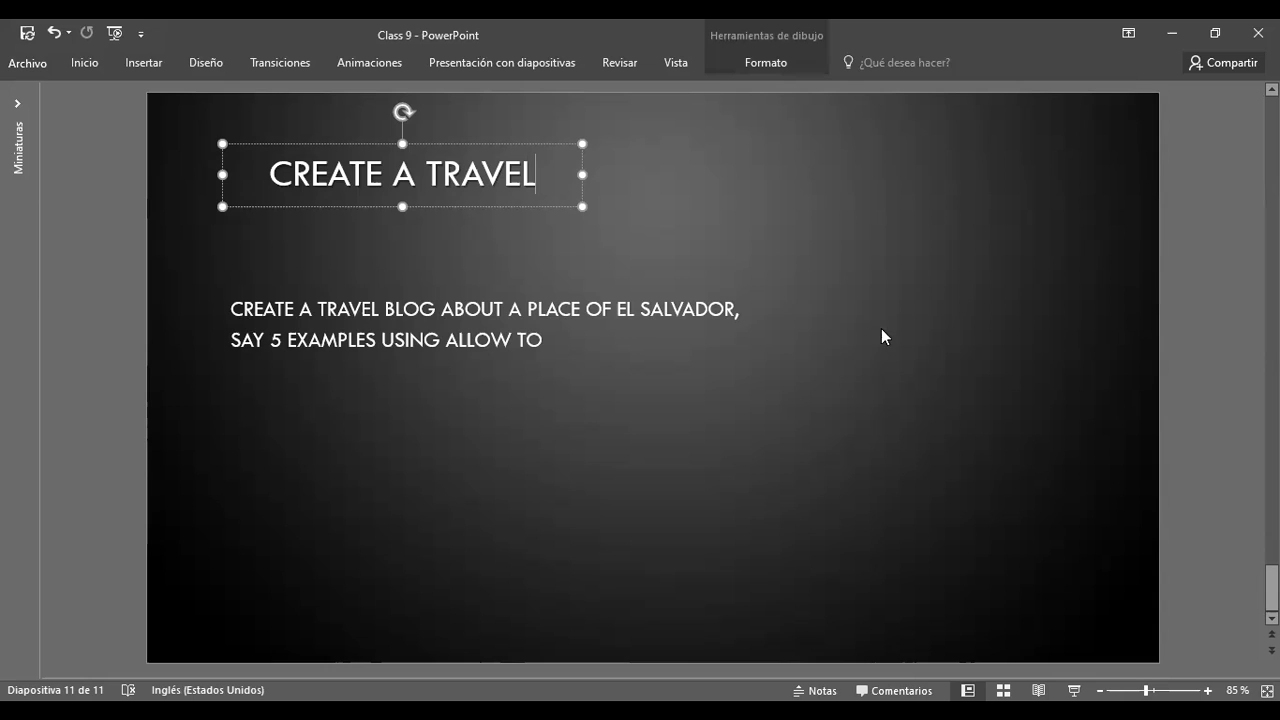 Class 9 - PowerPoint
Herramientas de dibujo
Archivo
Inicio
Insertar
Diseño
Transiciones
Animaciones
Presentación con diapositivas
Revisar
Vista
Formato
¿Qué desea hacer?
Compartir
Miniaturas
CREATE A TRAVEL
CREATE A TRAVEL BLOG ABOUT A PLACE OF EL SALVADOR,
SAY 5 EXAMPLES USING ALLOW TO
Diapositiva 11 de 11
Inglés (Estados Unidos)
Notas
Comentarios
85 %